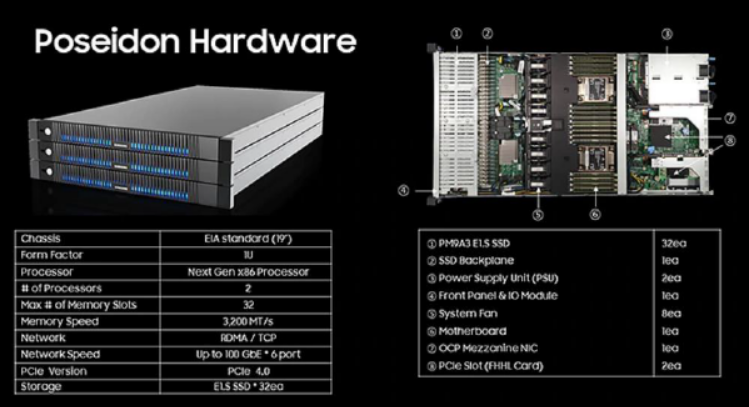 Poseidon Hardware
① ② ③
⑦
⑧
④
⑤ ⑥
Chassis EIA standard (19")
Form Factor 1U
Processor Next Gen x86 Processor
# of Processors 2
Max # of Memory Slots 32
Memory Speed 3,200 MT/s
Network RDMA / TCP
Network Speed Up to 100 GbE * 6 port
PCIe Version PCIe 4.0
Storage E1.S SSD * 32ea
① PM9A3 E1.S SSD 32ea
② SSD Backplane 1ea
③ Power Supply Unit (PSU) 2ea
④ Front Panel & IO Module 1ea
⑤ System Fan 8ea
⑥ Motherboard 1ea
⑦ OCP Mezzanine NIC 1ea
⑧ PCIe Slot (FHHL Card) 2ea